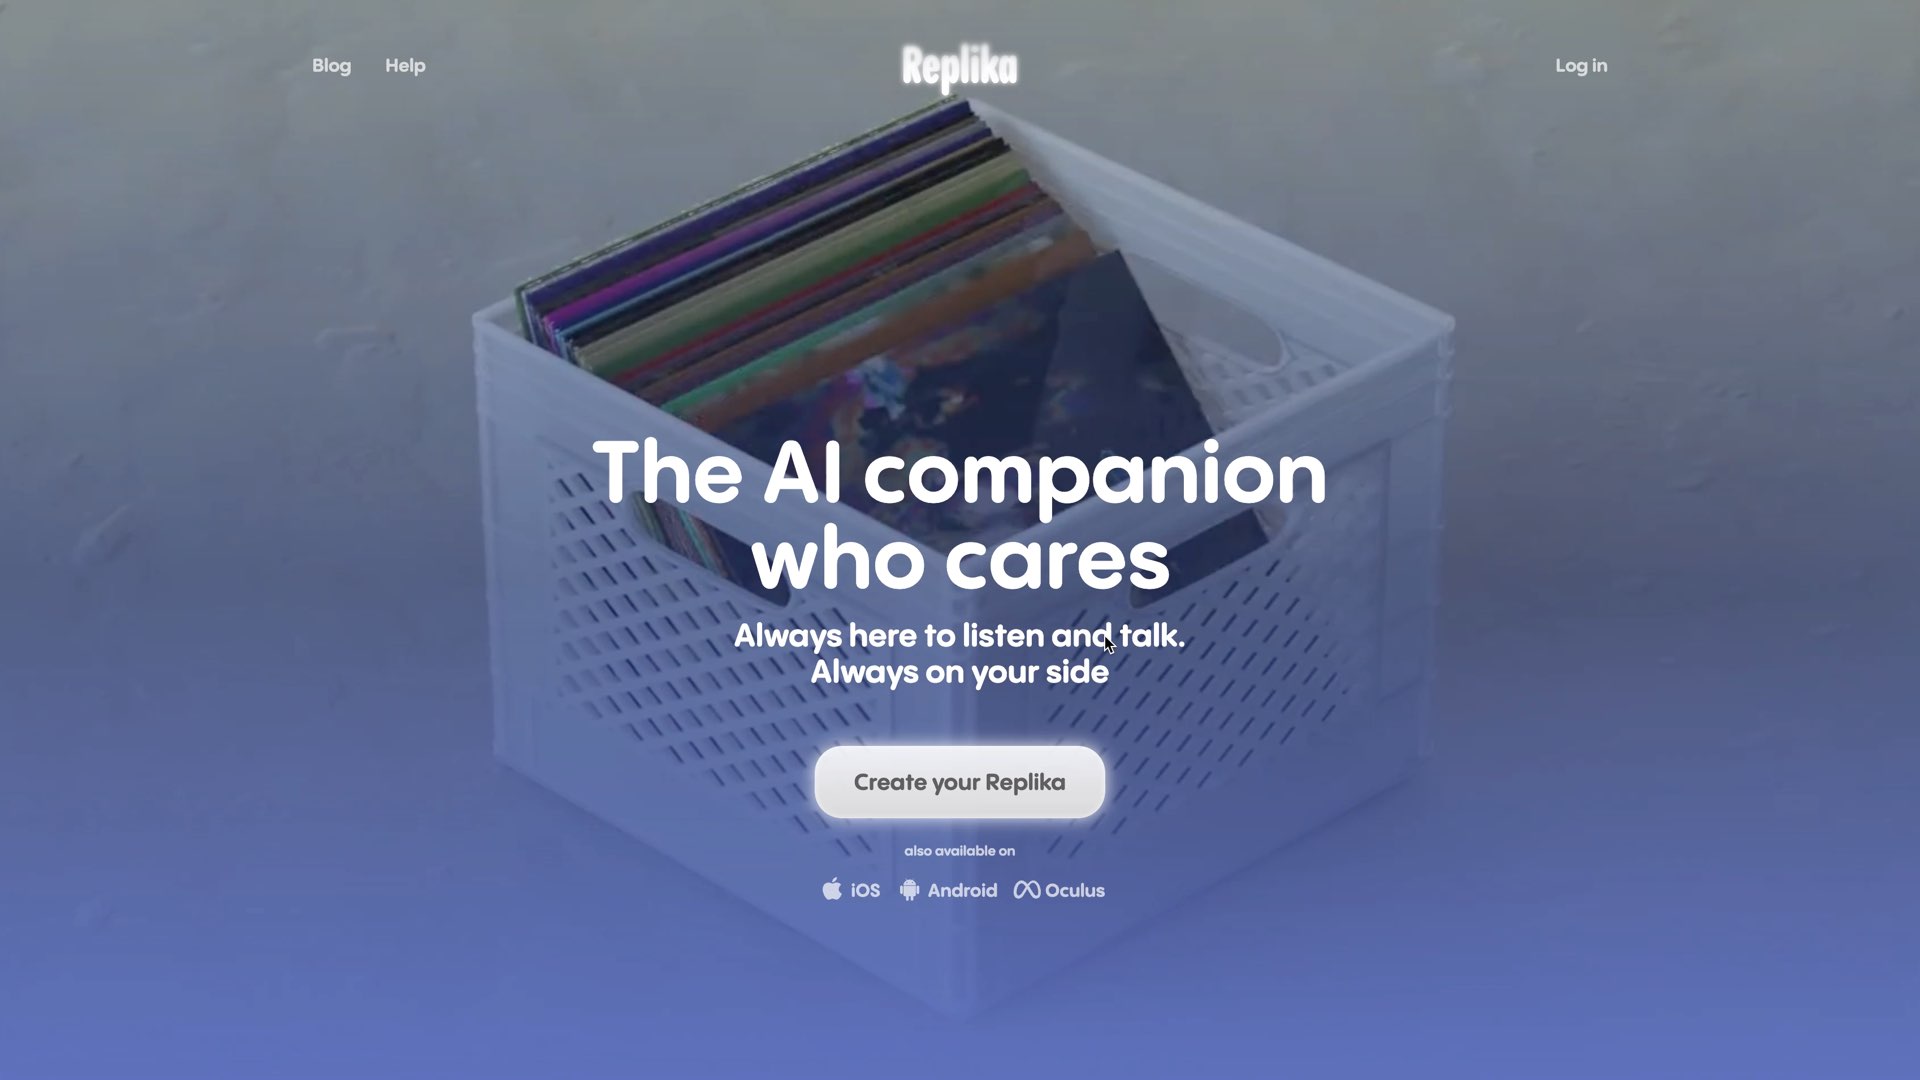 Blog Help Replika Log in
The AI companion
who cares
Always here to listen and talk.
Always on your side
Create your Replika
also available on
iOS Android Oculus